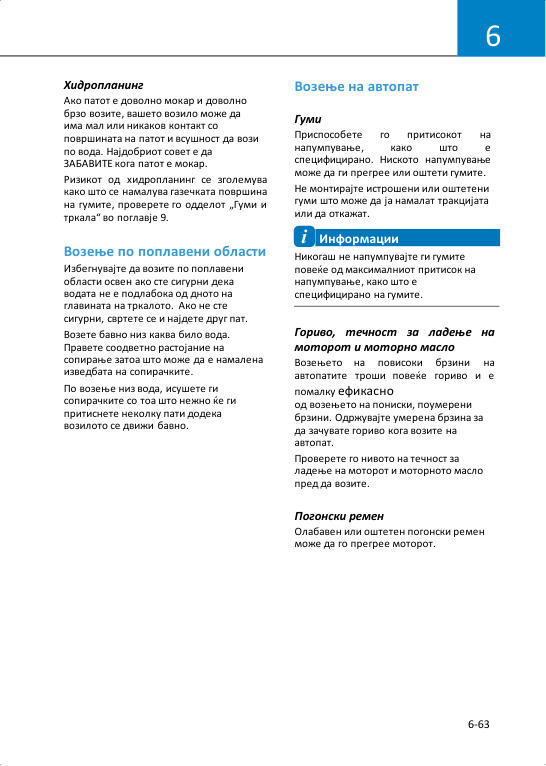 6
Хидропланинг
Ако патот е доволно мокар и доволно
брзо возите, вашето возило може да
има мал или никаков контакт со
површината на патот и всушност да вози
по вода. Најдобриот совет е да
ЗАБАВИТЕ кога патот е мокар.
Ризикот од хидропланинг се зголемува
како што се намалува газечката површина
на гумите, проверете го одделот „Гуми и
тркала“ во поглавје 9.
Возење по поплавени области
Избегнувајте да возите по поплавени
области освен ако сте сигурни дека
водата не е подлабока од дното на
главината на тркалото. Ако не сте
сигурни, свртете се и најдете друг пат.
Возете бавно низ каква било вода.
Правете соодветно растојание на
сопирање затоа што може да е намалена
изведбата на сопирачките.
По возење низ вода, исушете ги
сопирачките со тоа што нежно ќе ги
притиснете неколку пати додека
возилото се движи бавно.
Возење на автопат
Гуми
Приспособете го притисокот на
напумпување, како што е
специфицирано. Ниското напумпување
може да ги прегрее или оштети гумите.
Не монтирајте истрошени или оштетени
гуми што може да ја намалат тракцијата
или да откажат.
i Информации
Никогаш не напумпувајте ги гумите
повеќе од максималниот притисок на
напумпување, како што е
специфицирано на гумите.
Гориво, течност за ладење на
моторот и моторно масло
Возењето на повисоки брзини на
автопатите троши повеќе гориво и е
помалку ефикасно
од возењето на пониски, поумерени
брзини. Одржувајте умерена брзина за
да зачувате гориво кога возите на
автопат.
Проверете го нивото на течност за
ладење на моторот и моторното масло
пред да возите.
Погонски ремен
Олабавен или оштетен погонски ремен
може да го прегрее моторот.
6-63